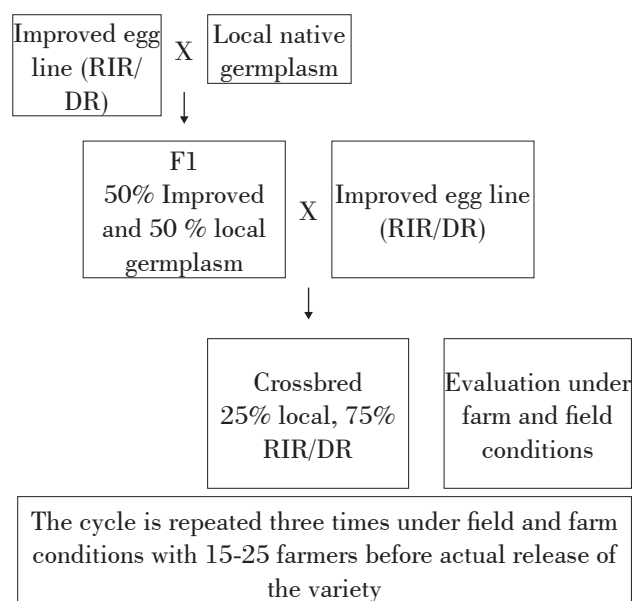 Improved egg
line (RIR/
DR)
X
Local native
germplasm
F1
50% Improved
and 50 % local
germplasm
X
Improved egg line
(RIR/DR)
Crossbred
25% local, 75%
RIR/DR
Evaluation under
farm and field
conditions
The cycle is repeated three times under field and farm
conditions with 15-25 farmers before actual release of
the variety